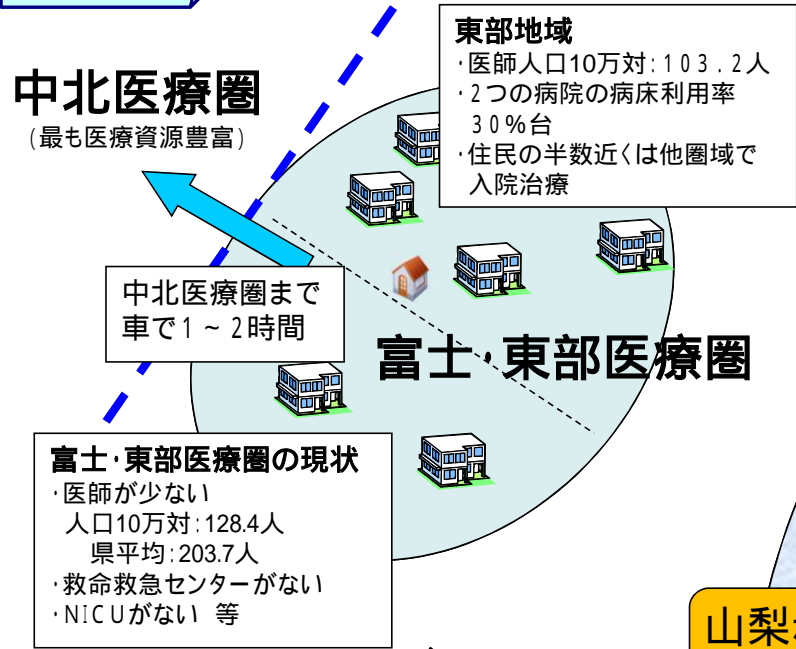 東部地域
・医師人口10万対：103．2人
・2つの病院の病床利用率
30％台
・住民の半数近くは他圏域で
入院治療
中北医療圏
(最も医療資源豊富)
中北医療圏まで
車で1～2時間
富士・東部医療圏
富士・東部医療圏の現状
・医師が少ない
人口10万対：128.4人
県平均：203.7人
・救命救急センターがない
・NICUがない 等
山梨